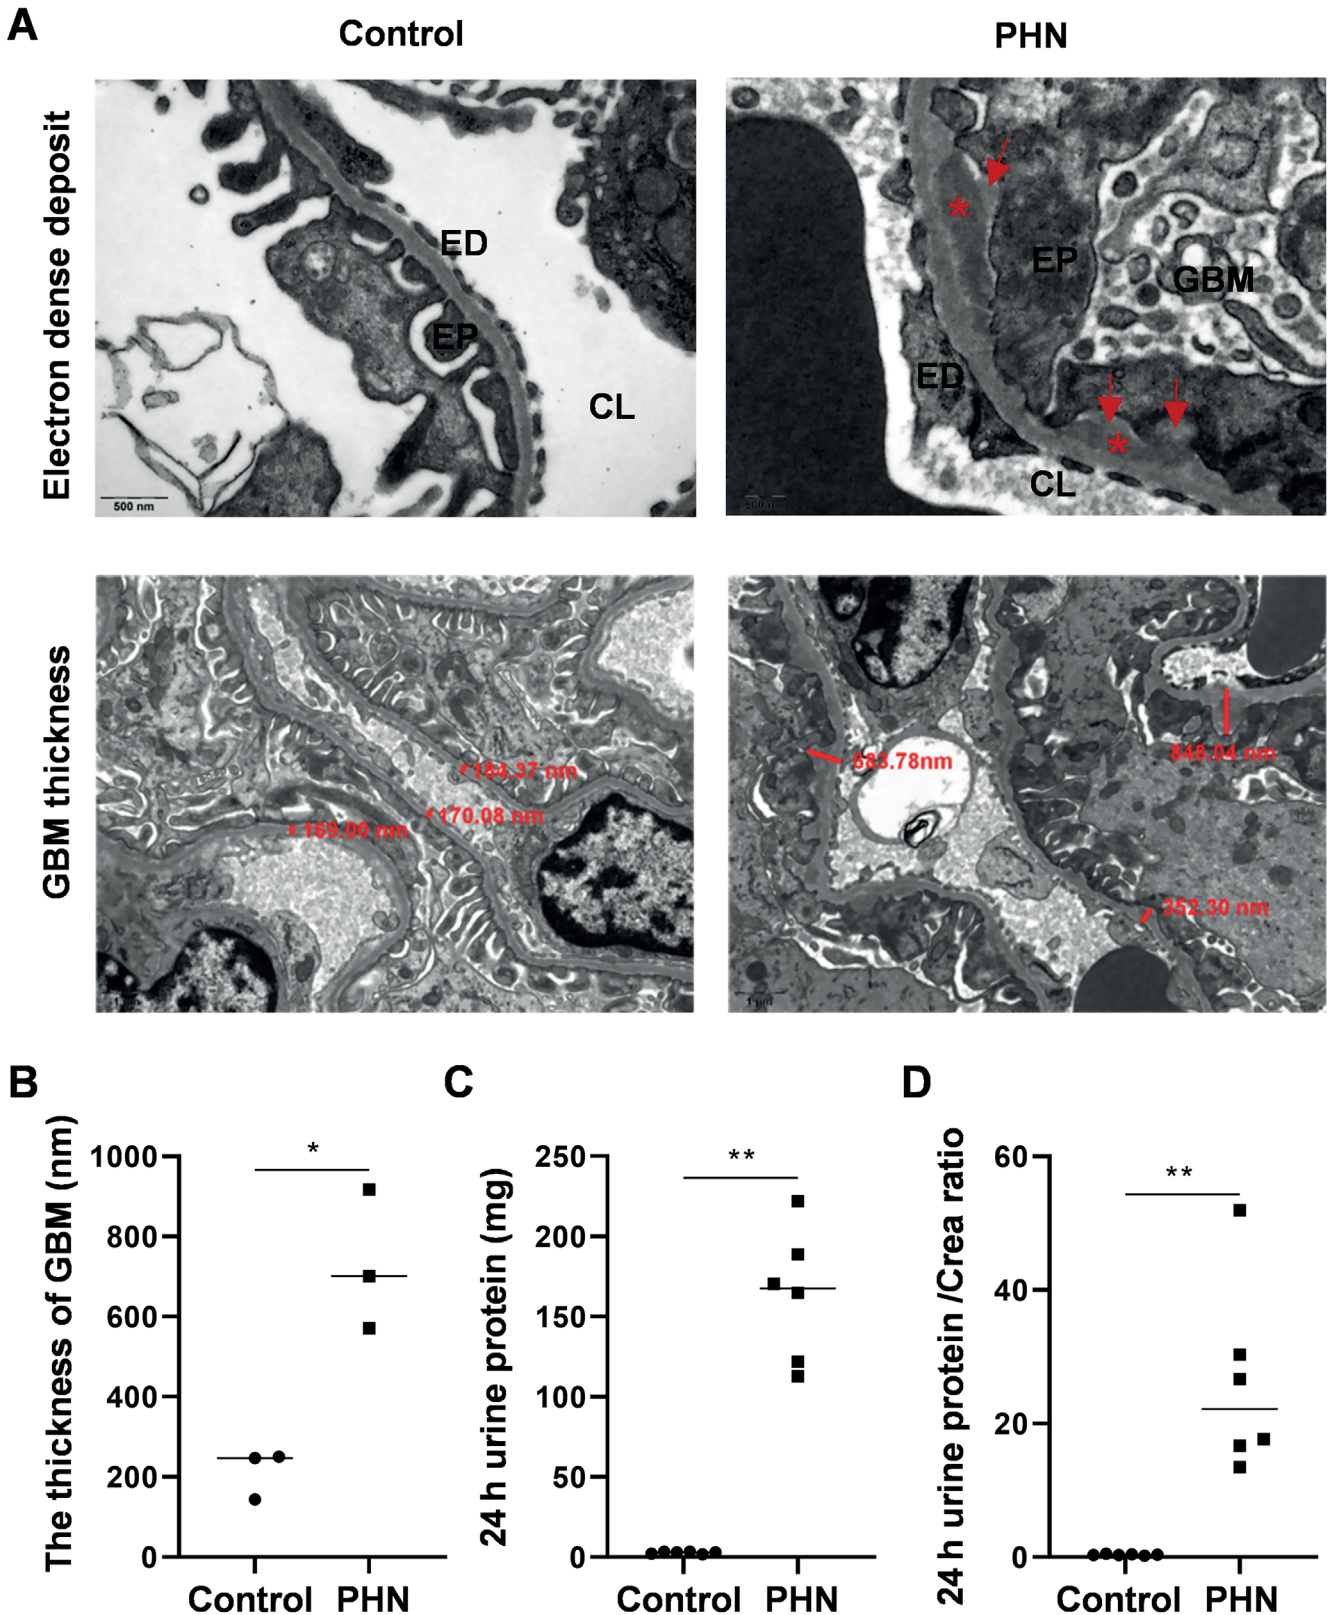 A
Control
PHN
Electron dense deposit
ED
EP
CL
500 nm
*
EP
GBM
ED
*
CL
GBM thickness
184.37 nm
170.08 nm
169.00 nm
683.78nm
848.04 nm
352.30 nm
1 μm
B
The thickness of GBM (nm)
1000
800
600
400
200
0
*
Control
PHN
C
24 h urine protein (mg)
250
200
150
100
50
0
**
Control
PHN
D
24 h urine protein /Crea ratio
60
40
20
0
**
Control
PHN